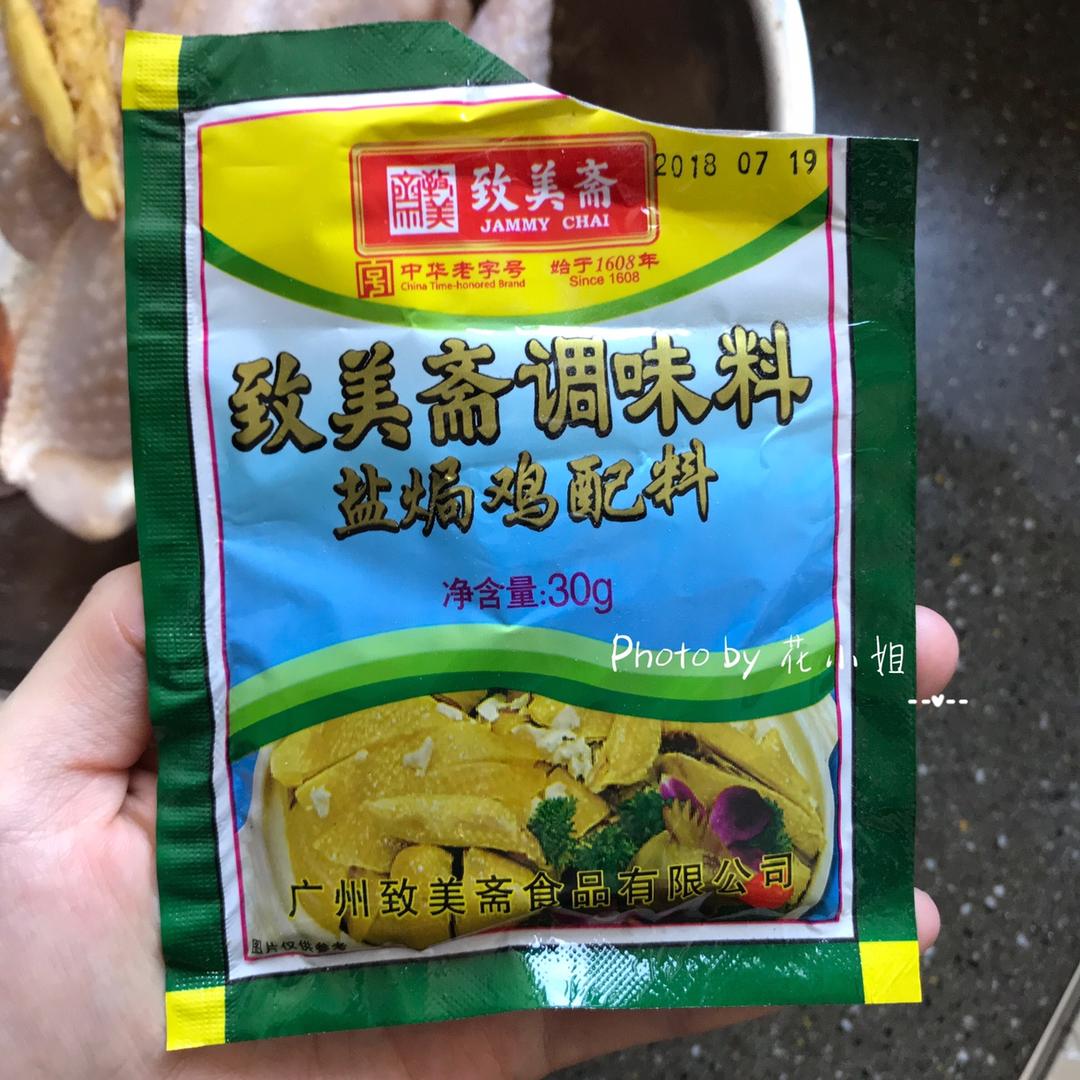 2018 07 19
致美斋
致美斋
JAMMY CHAI
中华老字号
China Time-honored Brand
始于1608年
Since 1608
致美斋调味料
盐焗鸡配料
净含量:30g
Photo by 花小姐
广州致美斋食品有限公司
图片仅供参考